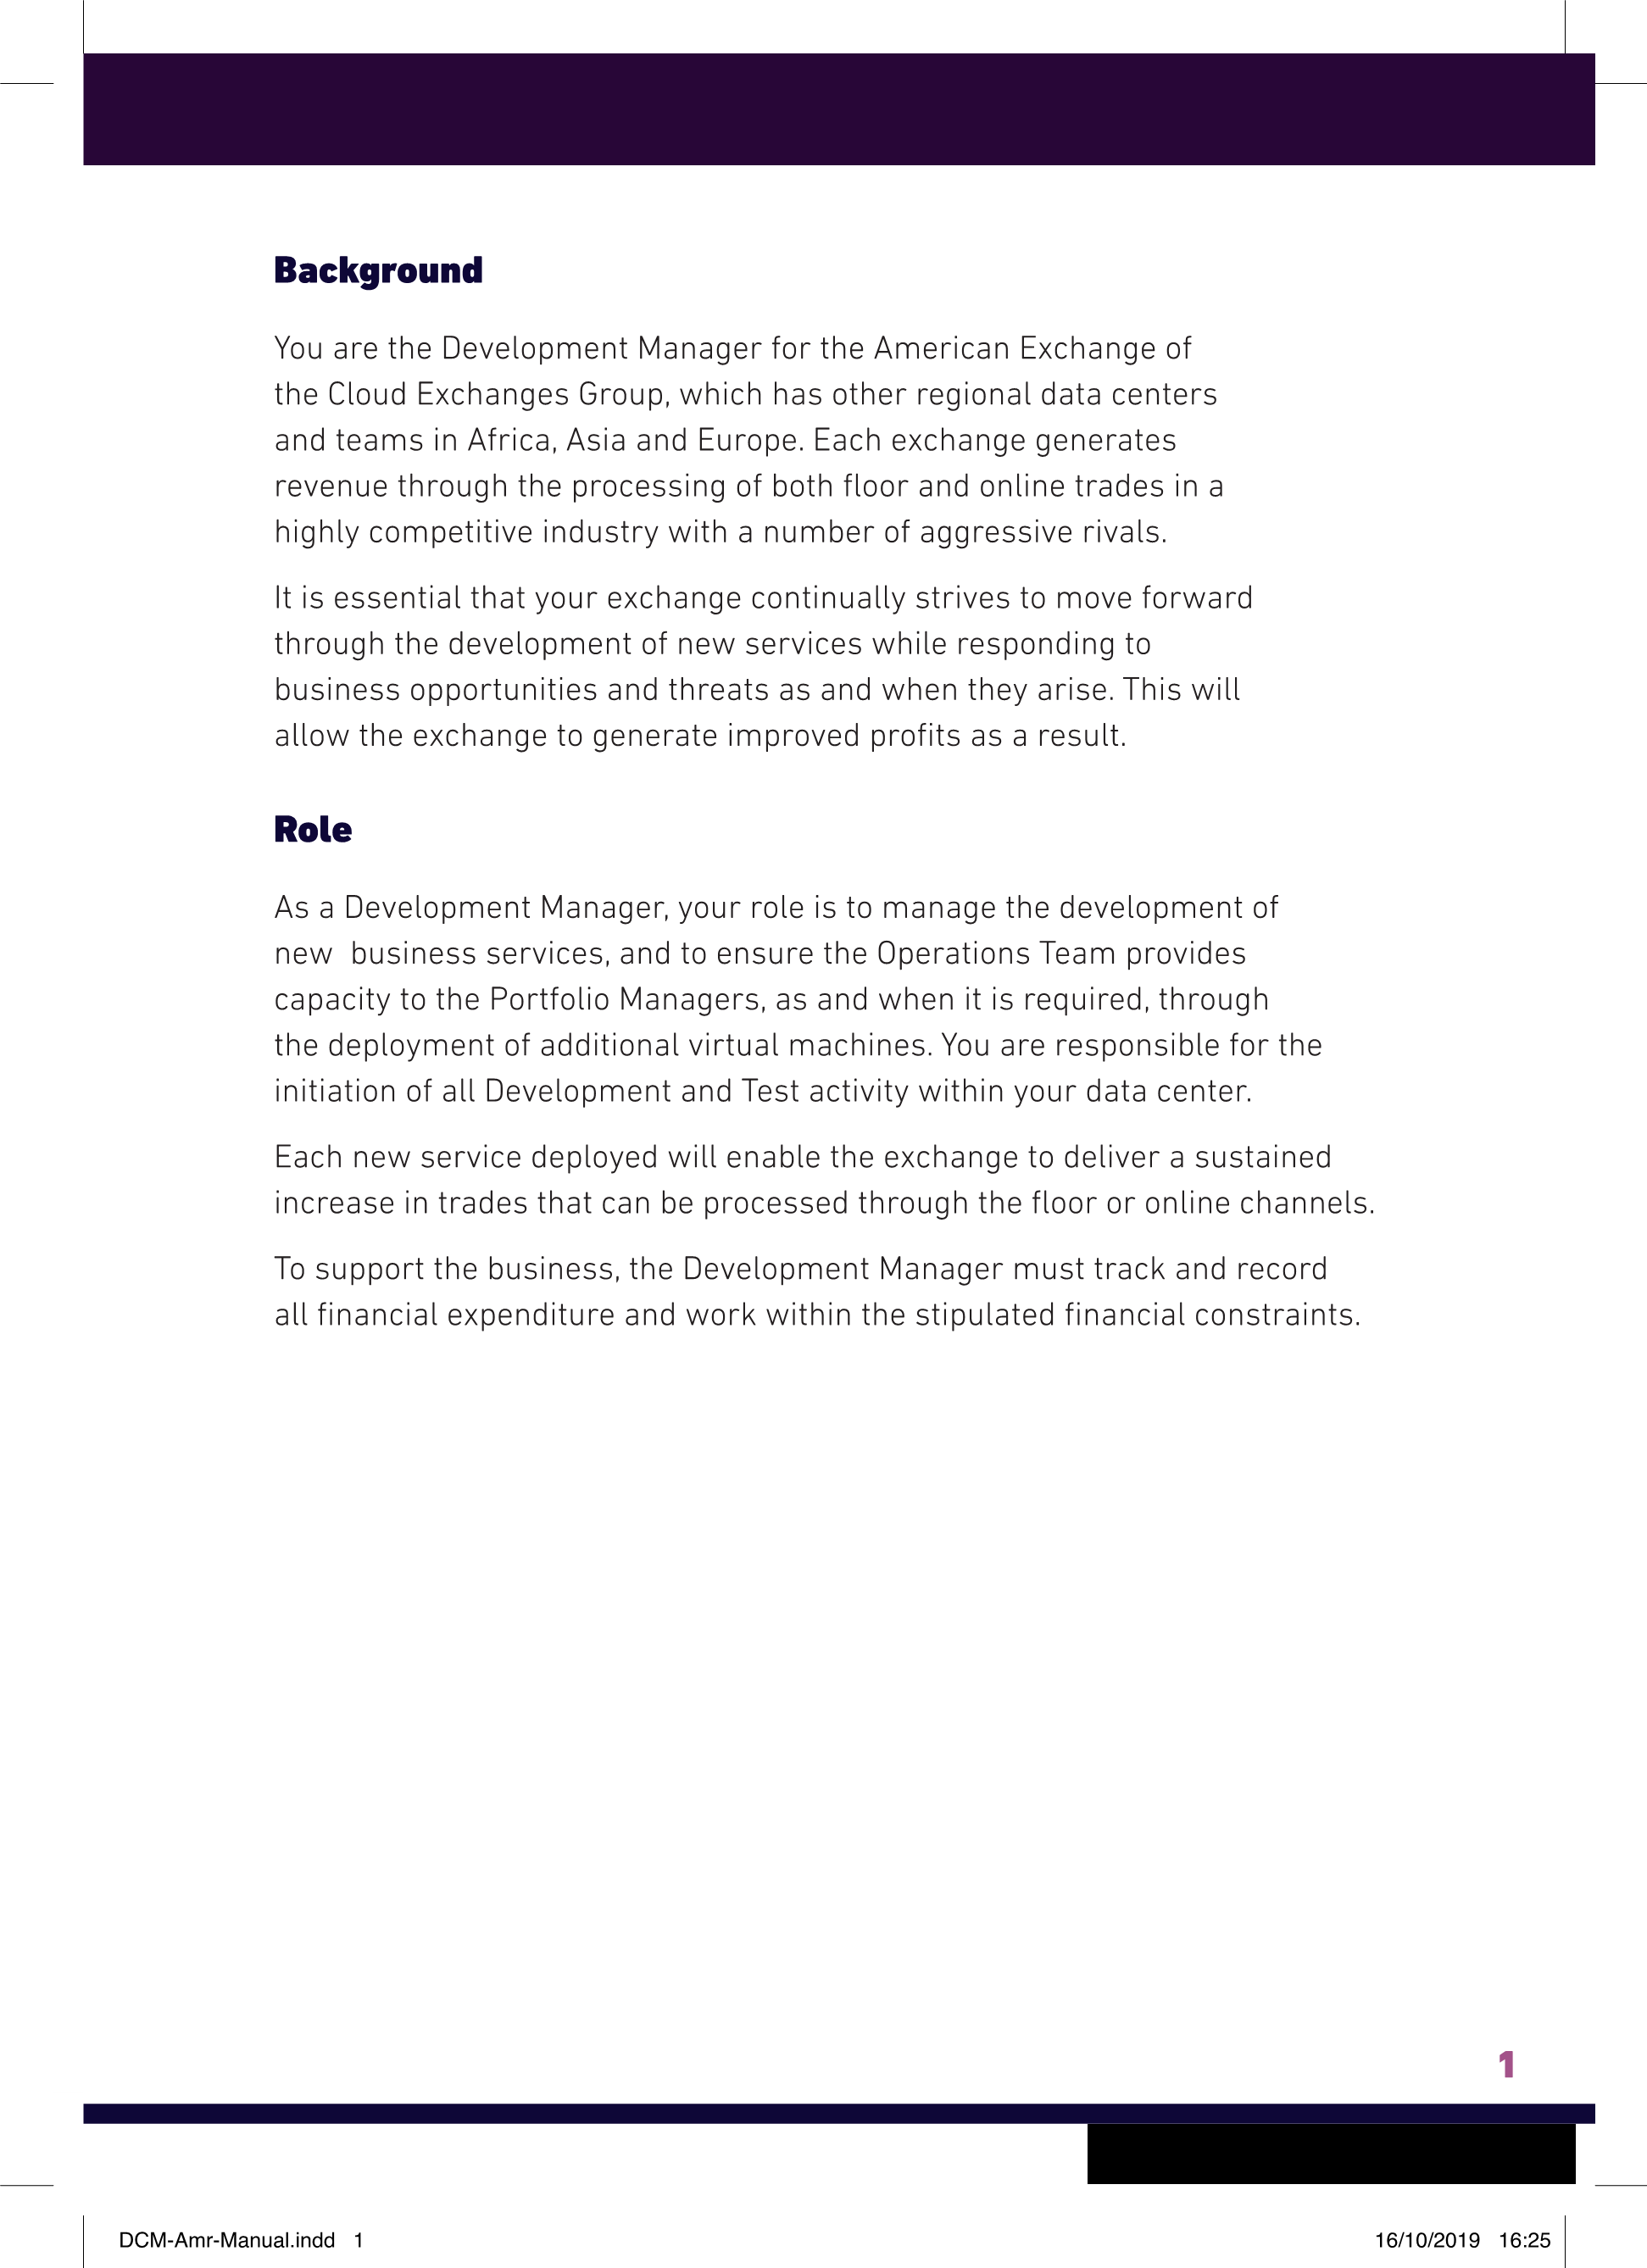 Background
You are the Development Manager for the American Exchange of
the Cloud Exchanges Group, which has other regional data centers
and teams in Africa, Asia and Europe. Each exchange generates
revenue through the processing of both floor and online trades in a
highly competitive industry with a number of aggressive rivals.
It is essential that your exchange continually strives to move forward
through the development of new services while responding to
business opportunities and threats as and when they arise. This will
allow the exchange to generate improved profits as a result.
Role
As a Development Manager, your role is to manage the development of
new  business services, and to ensure the Operations Team provides
capacity to the Portfolio Managers, as and when it is required, through
the deployment of additional virtual machines. You are responsible for the
initiation of all Development and Test activity within your data center.
Each new service deployed will enable the exchange to deliver a sustained
increase in trades that can be processed through the floor or online channels.
To support the business, the Development Manager must track and record
all financial expenditure and work within the stipulated financial constraints.
1
DCM-Amr-Manual.indd   1    16/10/2019   16:25